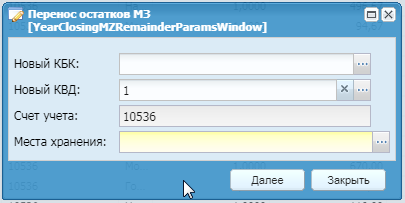 Перенос остатков МЗ
[YearClosingMZRemainderParamsWindow]
Новый КБК:
Новый КВД: 1
Счет учета: 10536
Места хранения:
Далее Закрыть